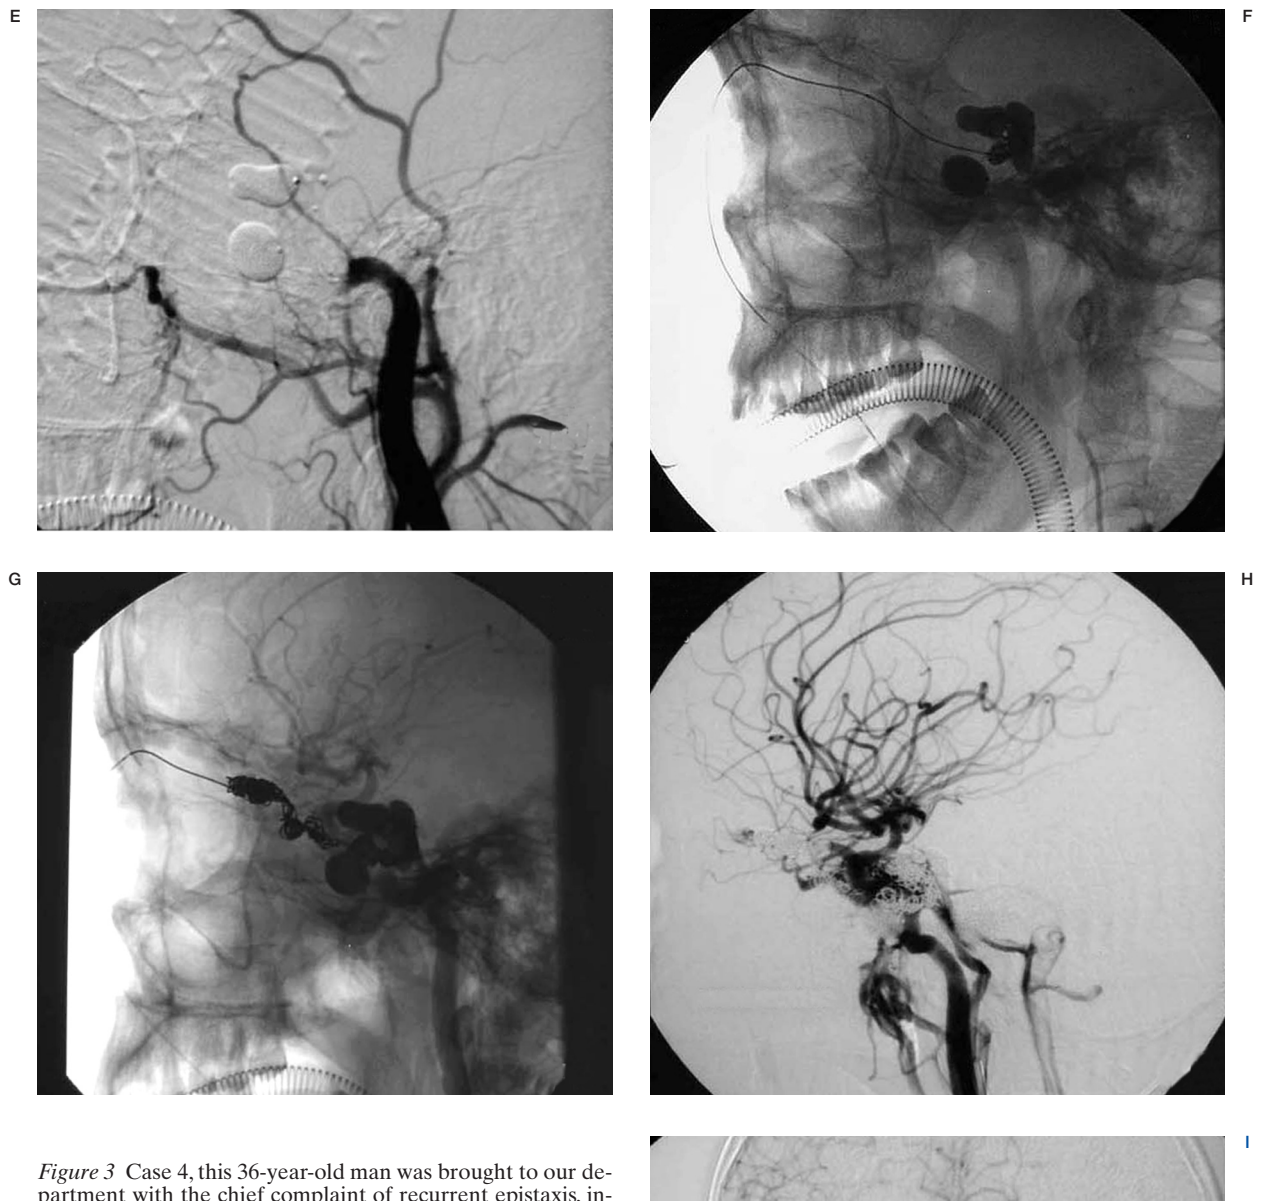 E
F
G
H
I
Figure 3 Case 4, this 36-year-old man was brought to our de-
partment with the chief complaint of recurrent epistaxis, in-